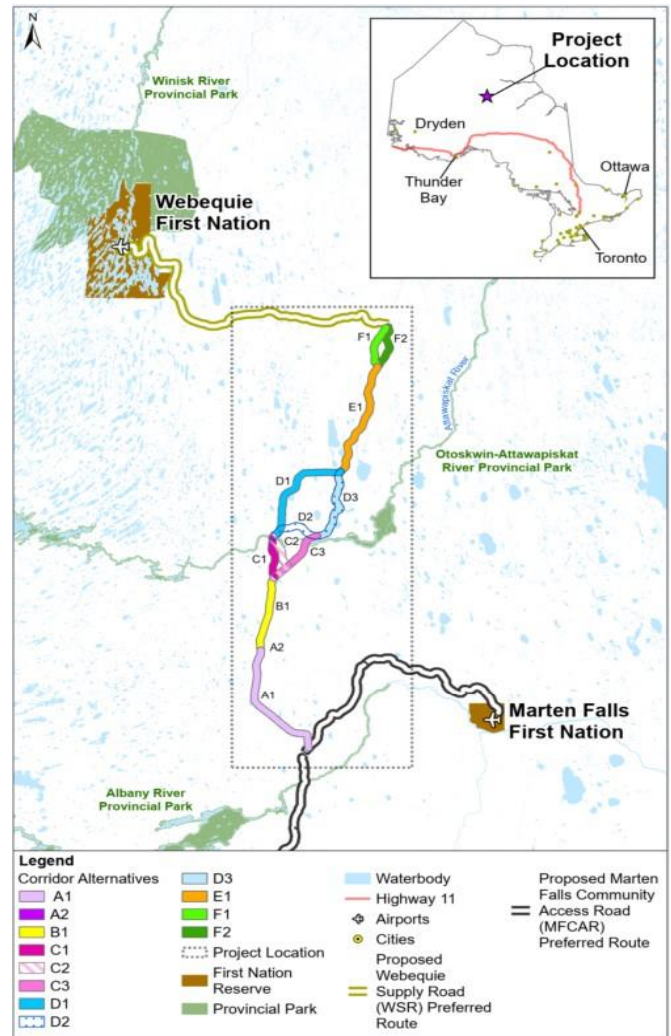 N
Winisk River
Provincial Park
Webequie
First Nation
Project
Location
Dryden
Thunder
Bay
Ottawa
Toronto
F1
F2
E1
Attawapiskat River
Otoskwin-Attawapiskat
River Provincial Park
D1
D3
D2
C2
C1
C3
B1
A2
A1
Marten Falls
First Nation
Albany River
Provincial Park
Legend
Corridor Alternatives
A1
A2
B1
C1
C2
C3
D1
D2
D3
E1
F1
F2
Project Location
First Nation
Reserve
Provincial Park
Waterbody
Highway 11
Airports
Cities
Proposed
Webequie
Supply Road
(WSR) Preferred
Route
Proposed Marten
Falls Community
Access Road
(MFCAR)
Preferred Route